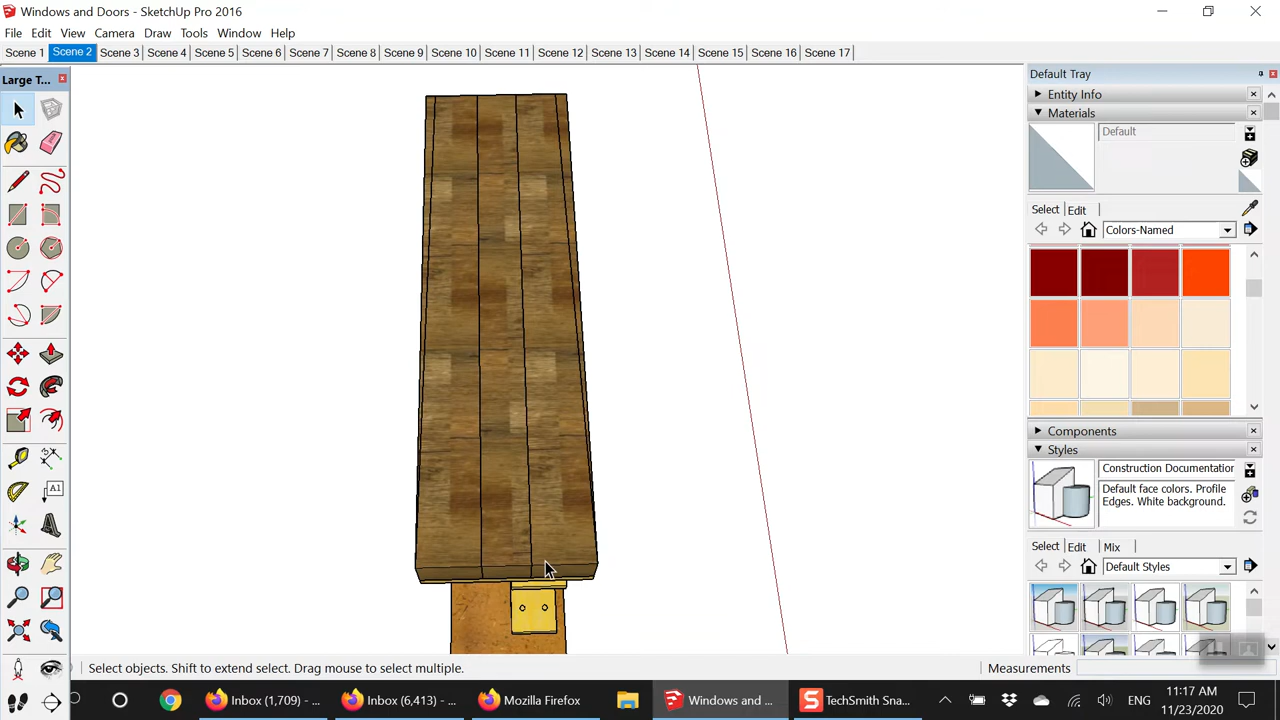 Windows and Doors - SketchUp Pro 2016
File Edit View Camera Draw Tools Window Help
Scene 1 Scene 2 Scene 3 Scene 4 Scene 5 Scene 6 Scene 7 Scene 8 Scene 9 Scene 10 Scene 11 Scene 12 Scene 13 Scene 14 Scene 15 Scene 16 Scene 17
Large T...
Default Tray
Entity Info
Materials
Default
Select Edit
Colors-Named
Components
Styles
Construction Documentation
Default face colors. Profile
Edges. White background.
Select Edit Mix
Default Styles
A1
Select objects. Shift to extend select. Drag mouse to select multiple.
Measurements
Inbox (1,709) - ...
Inbox (6,413) - ...
Mozilla Firefox
Windows and ...
TechSmith Sna...
ENG
11:17 AM
11/23/2020